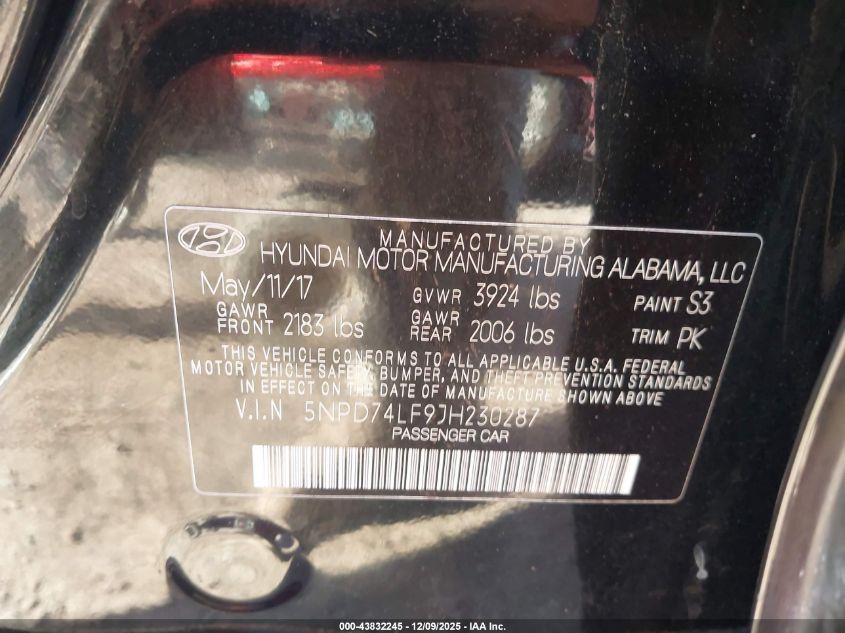 MANUFACTURED BY
HYUNDAI MOTOR MANUFACTURING ALABAMA, LLC
May/11/17 GVWR 3924 lbs PAINT S3
GAWR FRONT 2183 lbs GAWR REAR 2006 lbs TRIM PK
THIS VEHICLE CONFORMS TO ALL APPLICABLE U.S.A. FEDERAL
MOTOR VEHICLE SAFETY, BUMPER, AND THEFT PREVENTION STANDARDS
IN EFFECT ON THE DATE OF MANUFACTURE SHOWN ABOVE
V.I.N 5NPD74LF9JH230287
PASSENGER CAR
000-43832245 - 12/09/2025 - IAA Inc.